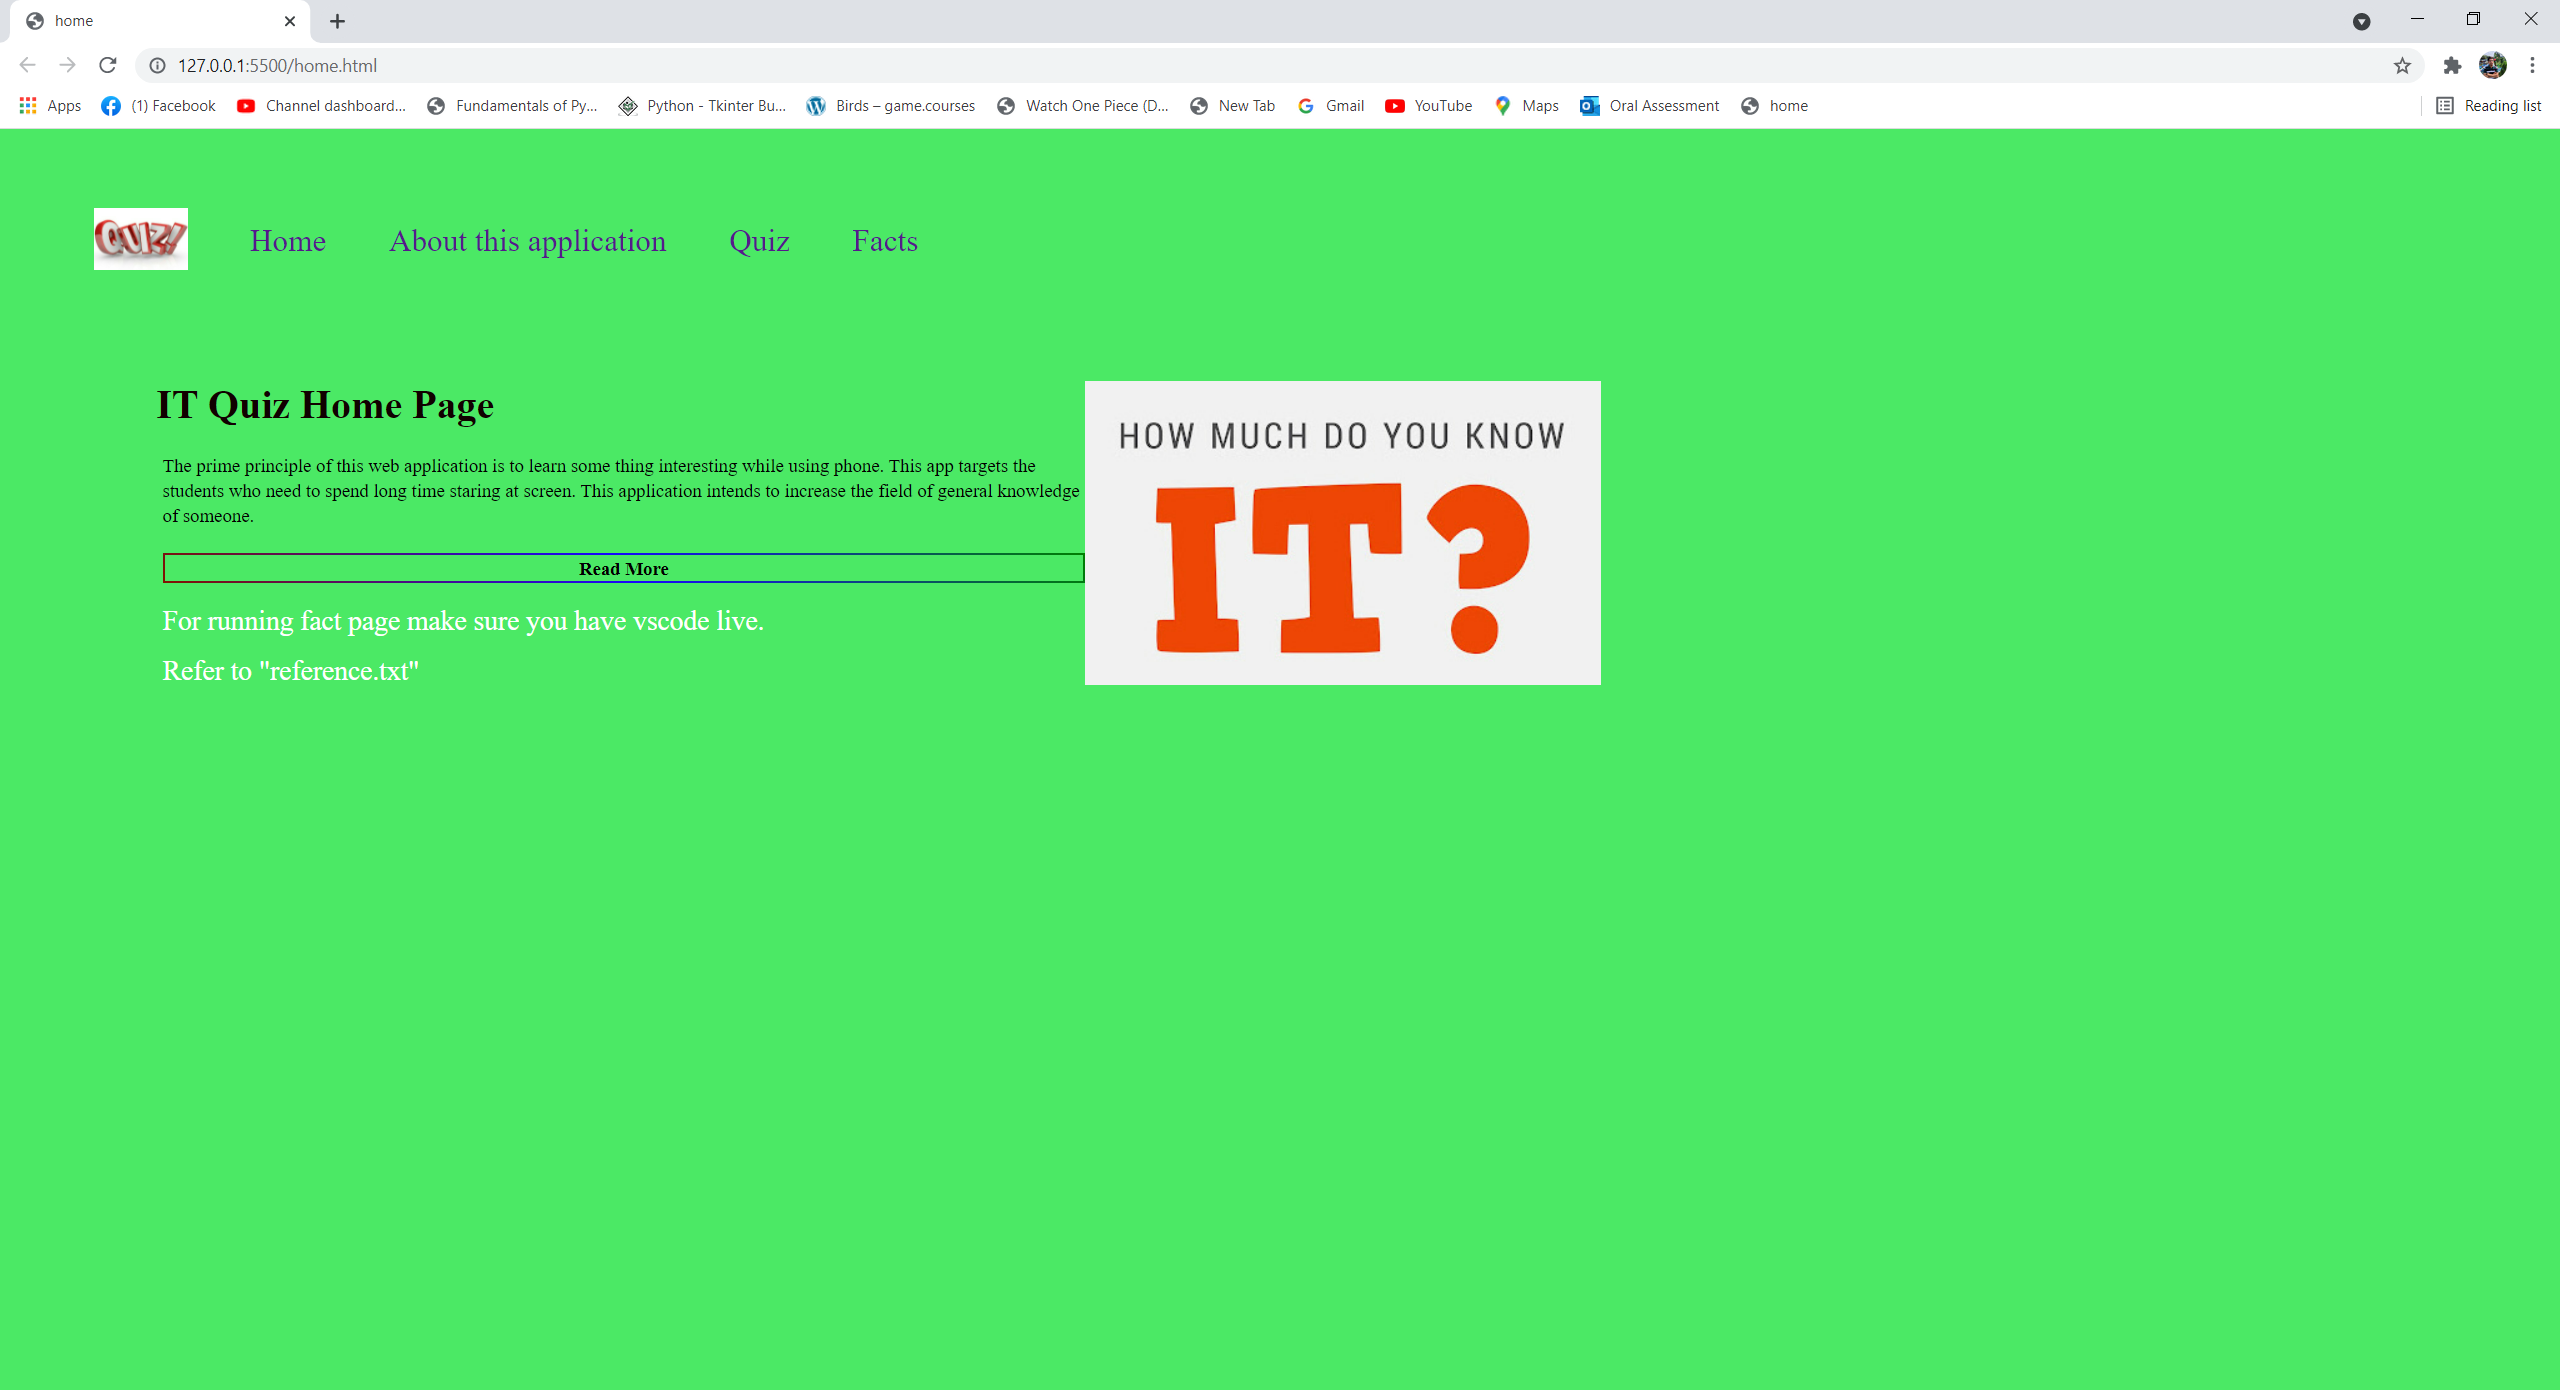 home
127.0.0.1:5500/home.html
Apps (1) Facebook Channel dashboard... Fundamentals of Py... Python - Tkinter Bu... Birds – game.courses Watch One Piece (D... New Tab Gmail YouTube Maps Oral Assessment home Reading list
QUIZ! Home About this application Quiz Facts
IT Quiz Home Page
The prime principle of this web application is to learn some thing interesting while using phone. This app targets the
students who need to spend long time staring at screen. This application intends to increase the field of general knowledge
of someone.
Read More
For running fact page make sure you have vscode live.
Refer to "reference.txt"
HOW MUCH DO YOU KNOW
IT?